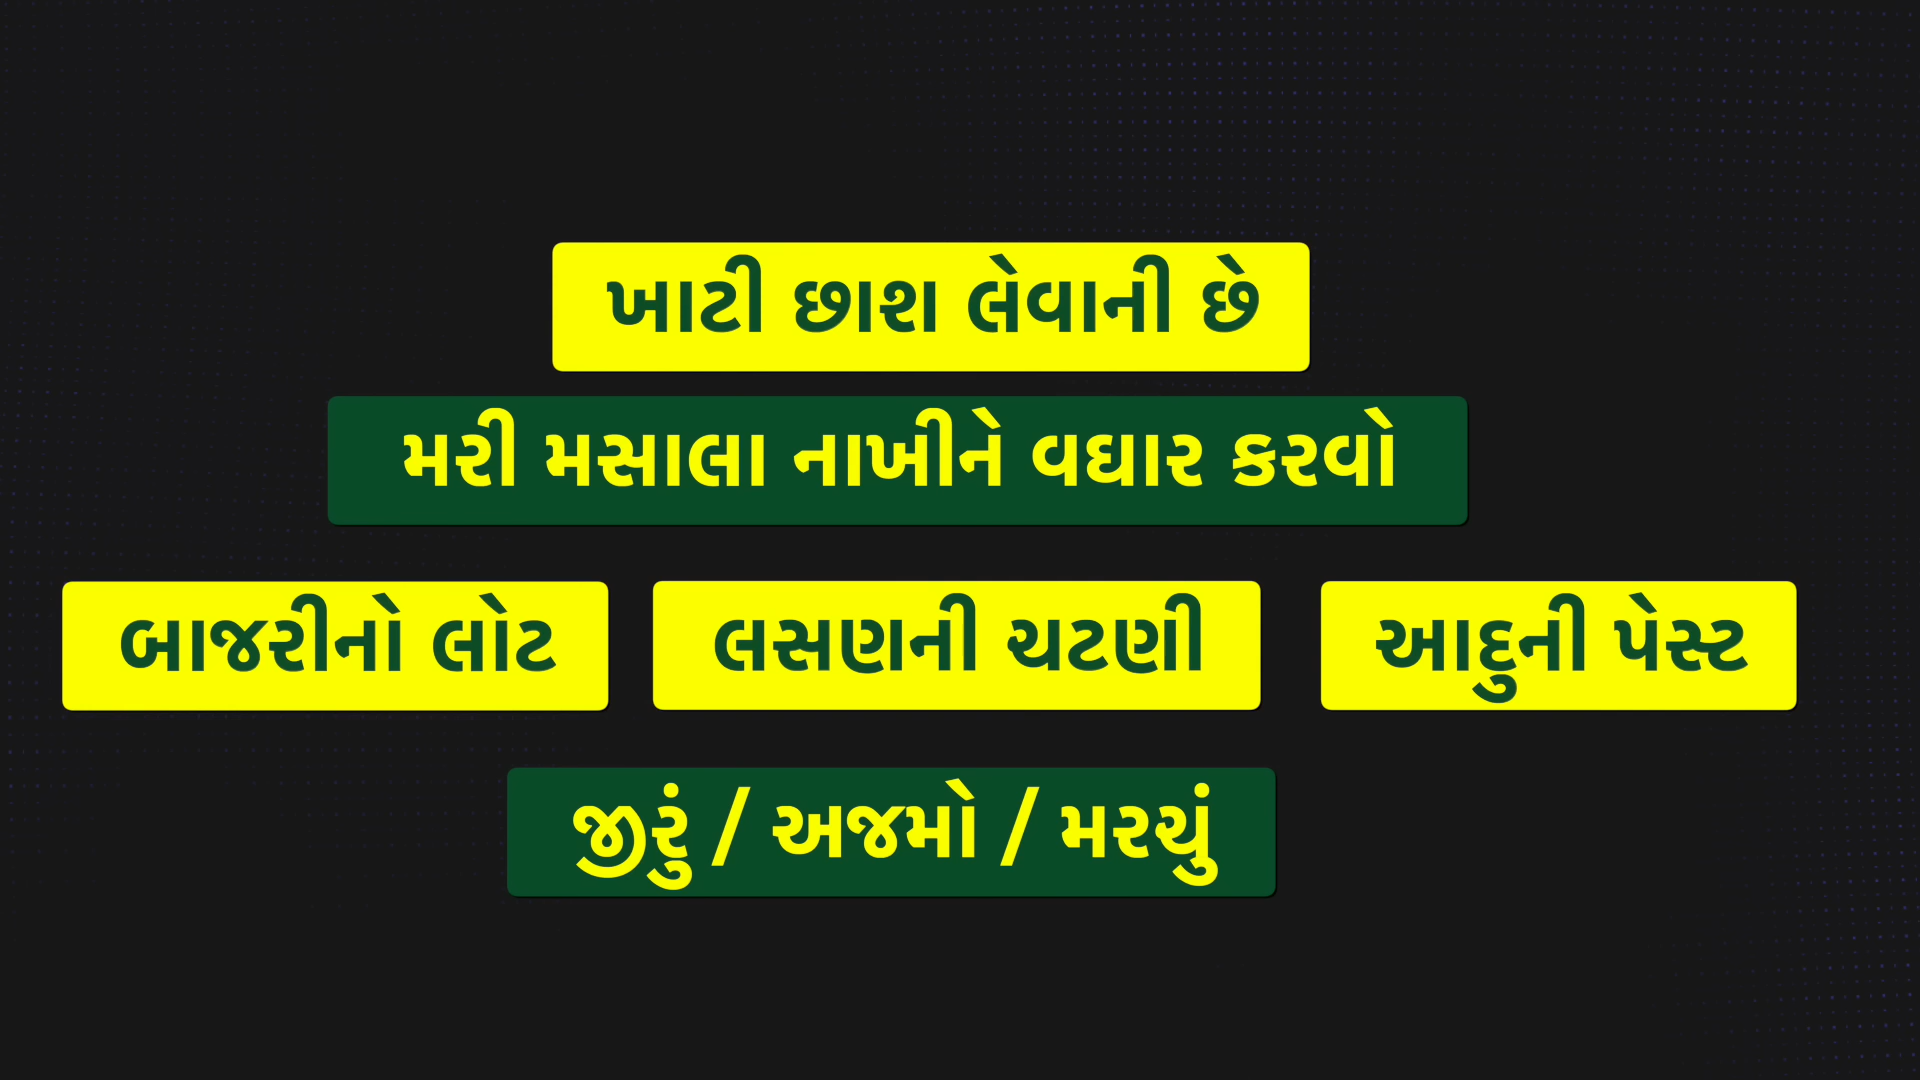 ખાટી છાશ લેવાની છે
મરી મસાલા નાખીને વઘાર કરવો
બાજરીનો લોટ લસણની ચટણી આદુની પેસ્ટ
જીરું / અજમો / મરચું